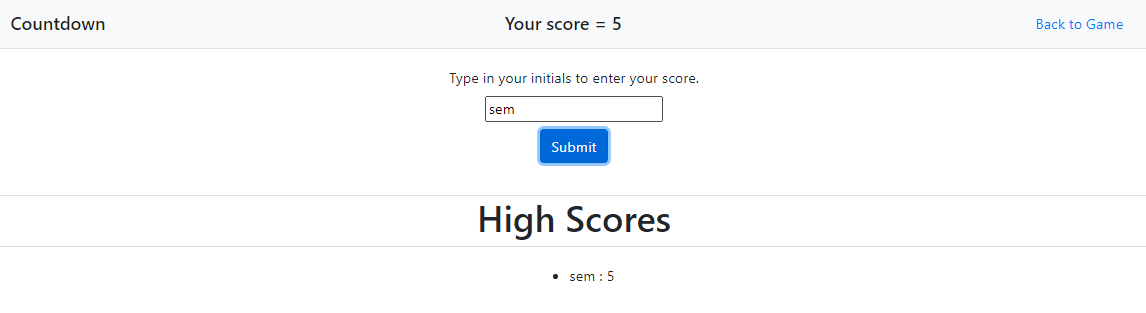 Countdown Your score = 5 Back to Game
Type in your initials to enter your score.
sem
Submit
High Scores
• sem : 5